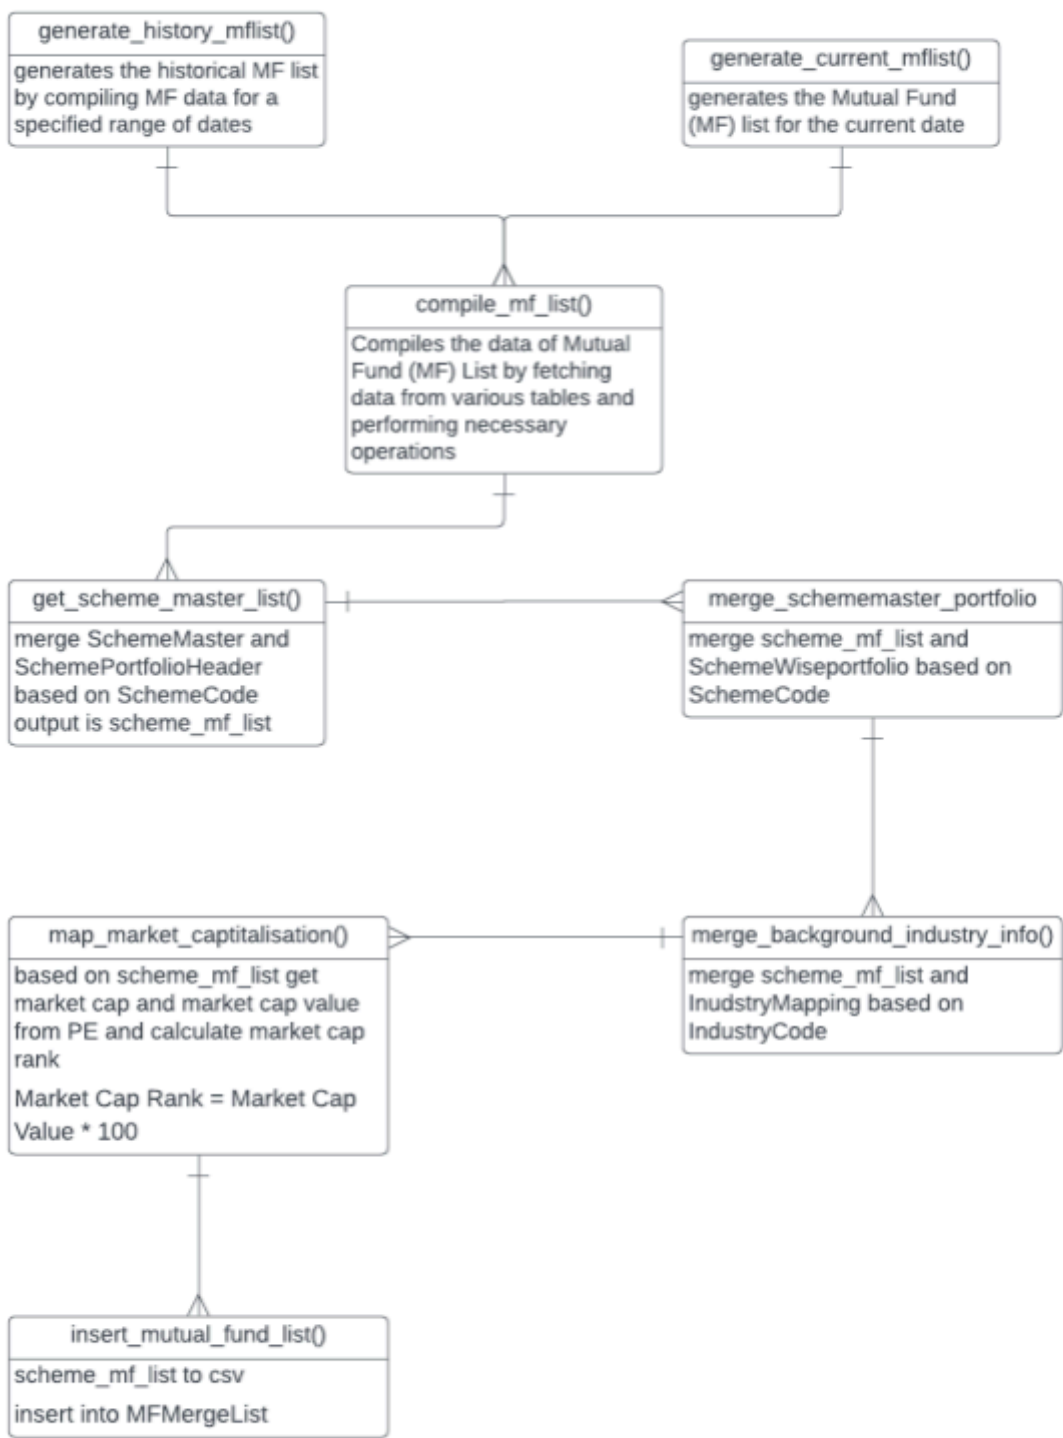 generate_history_mflist()
generates the historical MF list
by compiling MF data for a
specified range of dates
generate_current_mflist()
generates the Mutual Fund
(MF) list for the current date
compile_mf_list()
Compiles the data of Mutual
Fund (MF) List by fetching
data from various tables and
performing necessary
operations
get_scheme_master_list()
merge SchemeMaster and
SchemePortfolioHeader
based on SchemeCode
output is scheme_mf_list
merge_schememaster_portfolio
merge scheme_mf_list and
SchemeWiseportfolio based on
SchemeCode
map_market_captitalisation()
based on scheme_mf_list get
market cap and market cap value
from PE and calculate market cap
rank
Market Cap Rank = Market Cap
Value * 100
merge_background_industry_info()
merge scheme_mf_list and
InudstryMapping based on
IndustryCode
insert_mutual_fund_list()
scheme_mf_list to csv
insert into MFMergeList